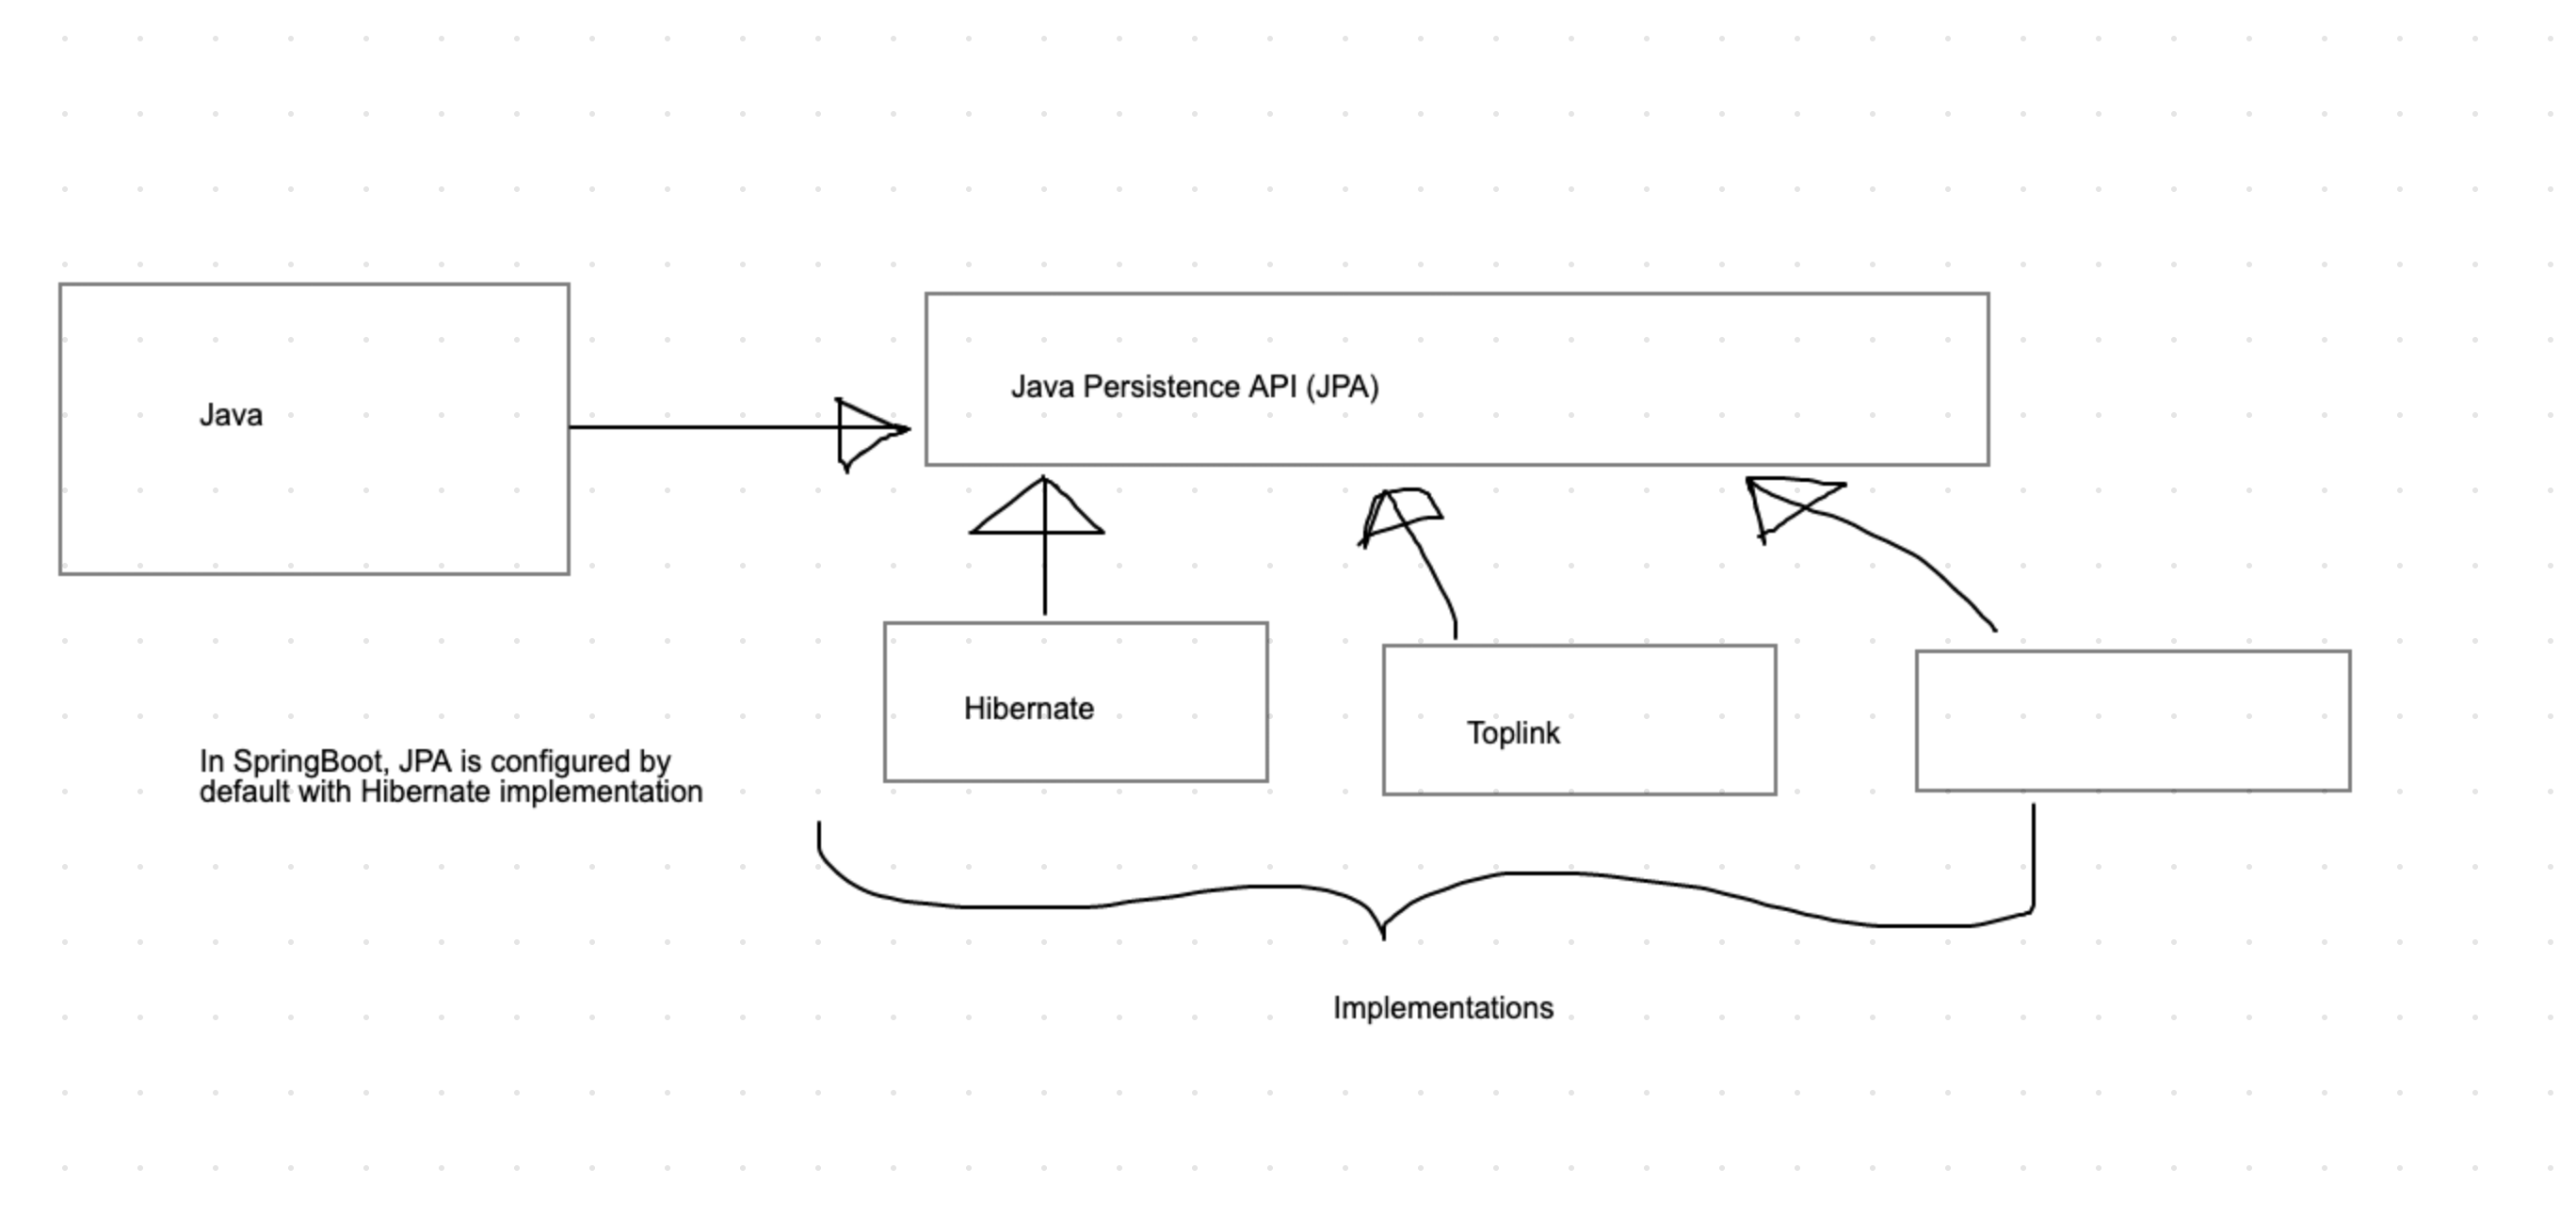 Java
Java Persistence API (JPA)
Hibernate
Toplink
In SpringBoot, JPA is configured by
default with Hibernate implementation
Implementations